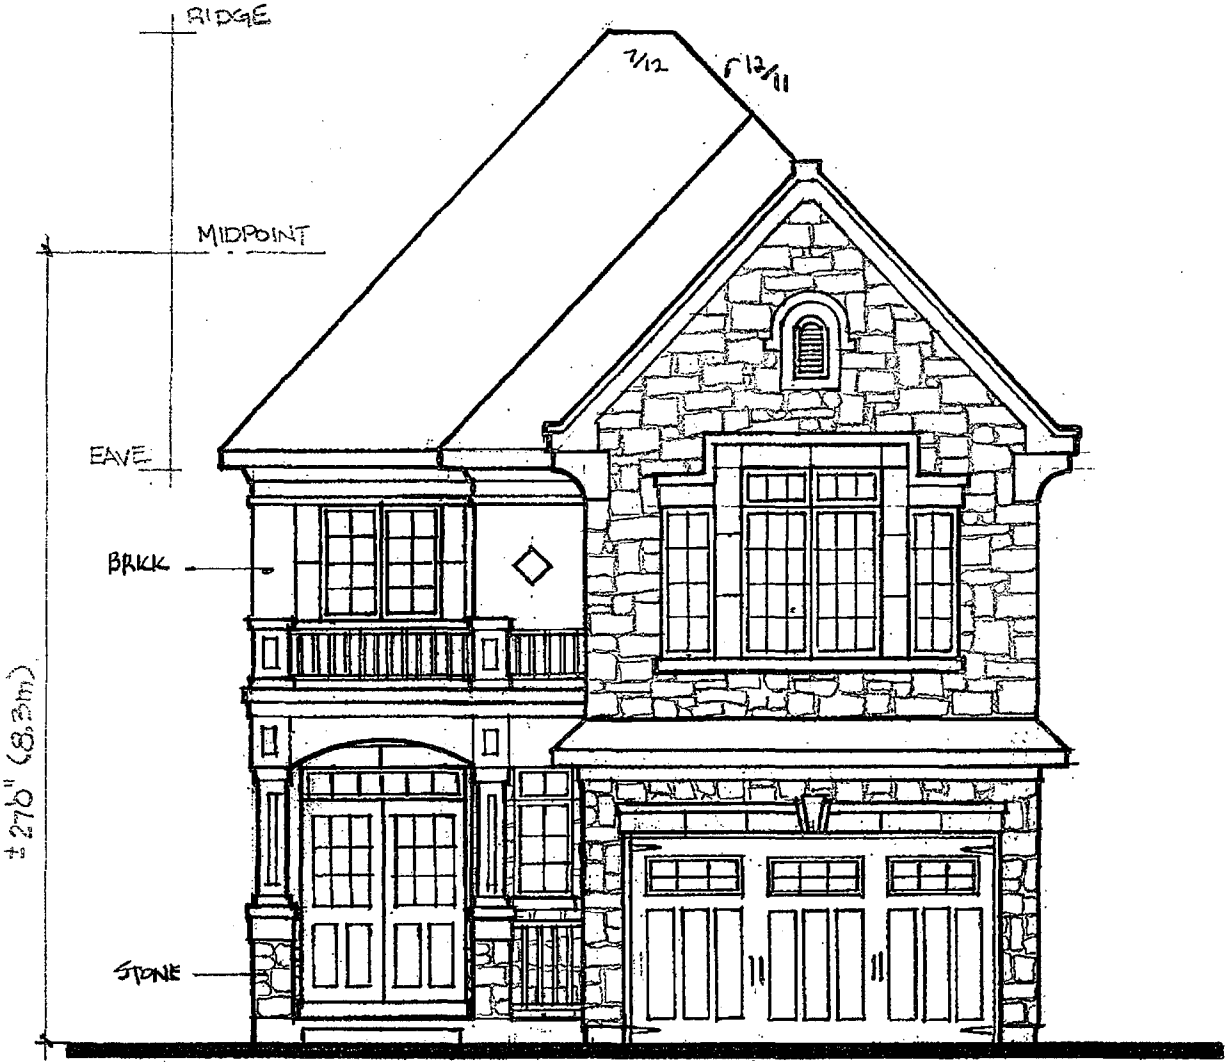 RIDGE
7/12
12/11
MIDPOINT
EAVE
BRICK
±27'6" (8.3m)
STONE